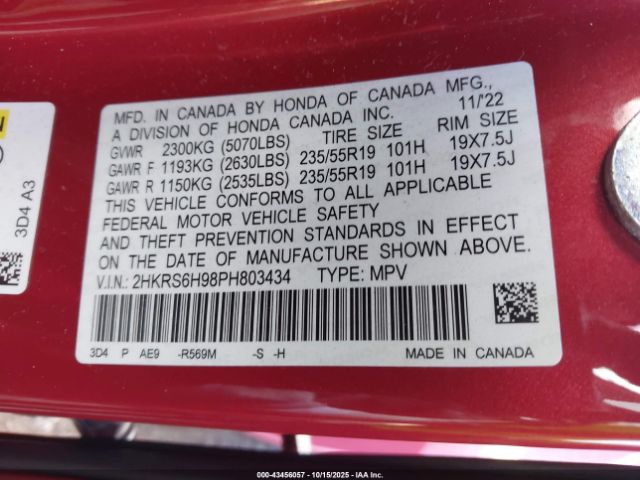 MFD. IN CANADA BY HONDA OF CANADA MFG.,
A DIVISION OF HONDA CANADA INC. 11/'22
GVWR 2300KG (5070LBS) TIRE SIZE RIM SIZE
GAWR F 1193KG (2630LBS) 235/55R19 101H 19X7.5J
GAWR R 1150KG (2535LBS) 235/55R19 101H 19X7.5J
THIS VEHICLE CONFORMS TO ALL APPLICABLE
FEDERAL MOTOR VEHICLE SAFETY
AND THEFT PREVENTION STANDARDS IN EFFECT
ON THE DATE OF MANUFACTURE SHOWN ABOVE.
V.I.N.: 2HKRS6H98PH803434 TYPE: MPV
3D4 P AE9 -R569M -S -H MADE IN CANADA
3D4 A3
000-43456057 - 10/15/2025 - IAA Inc.